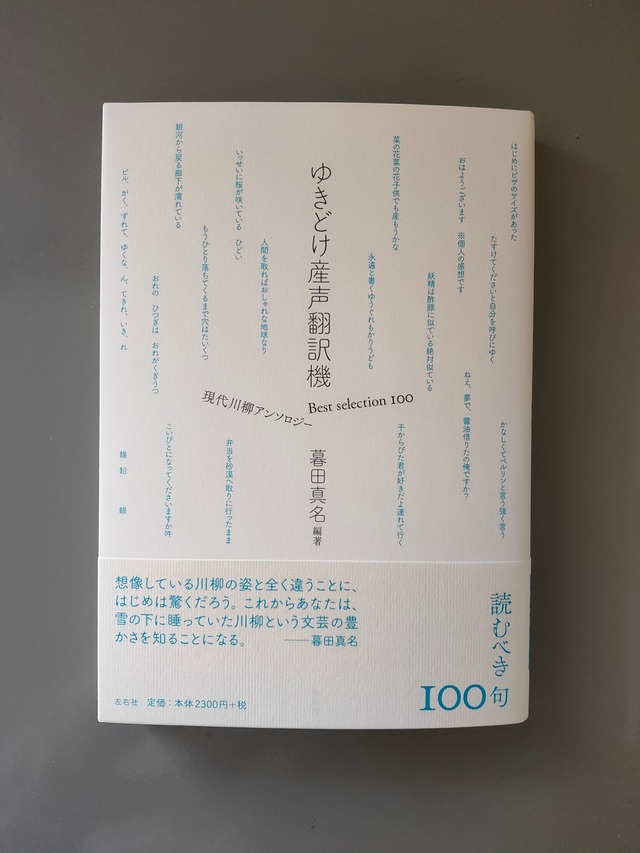 はじめにピザのサイズがあった
おはようございます　※個人の感想です
たすけてくださいと自分を呼びにゆく
菜の花菜の花子供でも産もうかな
妖精は酢豚に似ている絶対似ている
永遠と書くゆうぐれもかりうども
ねえ、夢で、醤油借りたの俺ですか？
かなしくてベルリンと言う強く言う
干からびた君が好きだよ連れて行く
ゆきどけ産声翻訳機
現代川柳アンソロジー
Best selection 100
暮田真名 編著
いっせいに桜が咲いている　ひどい
人間を取ればおしゃれな地球なり
銀河から戻る廊下が濡れている
もうひとり落ちてくるまで穴はたいくつ
おれの　ひつぎは　おれがくぎうつ
ビル、がく、ずれて、ゆくな、ん、てきれ、いき、れ
弁当を砂漠へ取りに行ったまま
こいびとになってくださいますか吽
錫　鉛　銀
想像している川柳の姿と全く違うことに、
はじめは驚くだろう。これからあなたは、
雪の下に睡っていた川柳という文芸の豊
かさを知ることになる。　――暮田真名
読むべき
100句
左右社　定価：本体2300円＋税